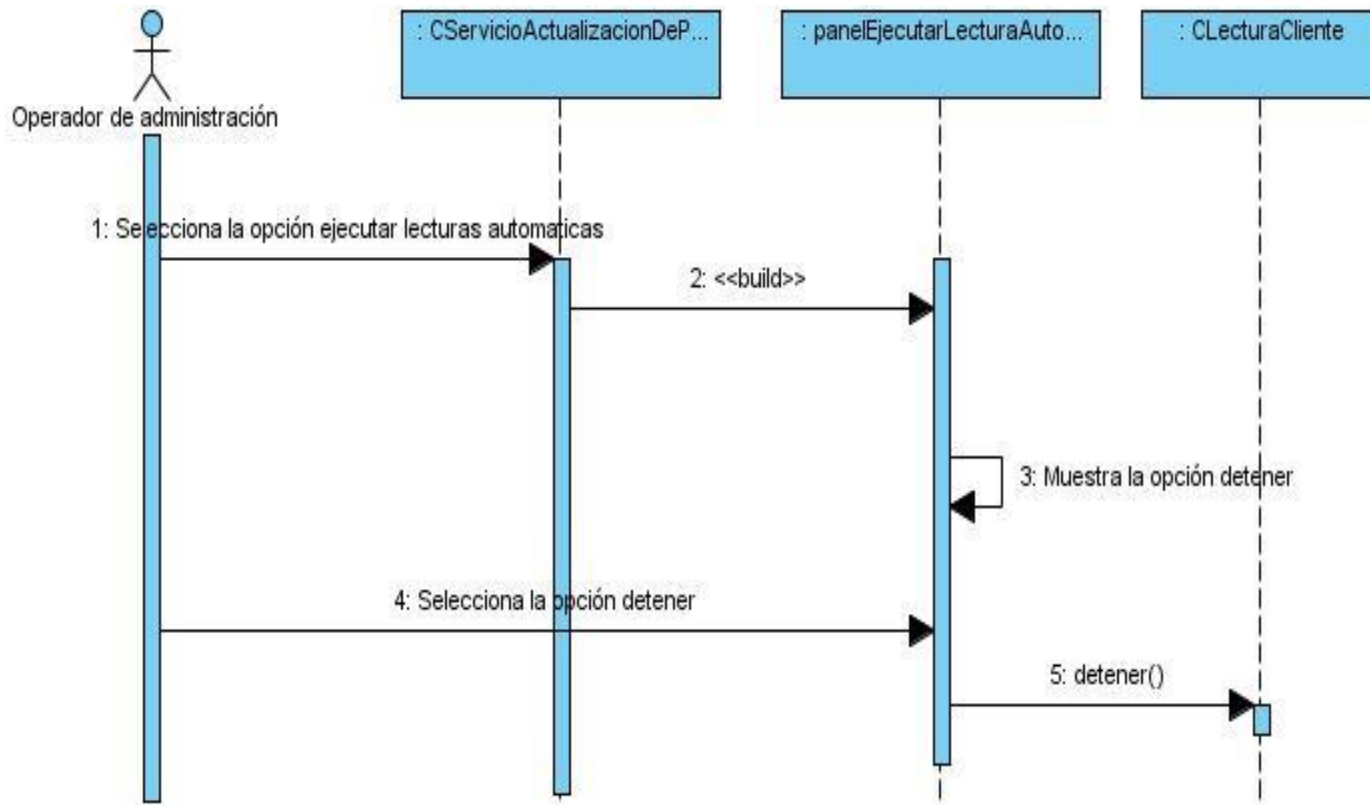 : CServicioActualizacionDeP...
: panelEjecutarLecturaAuto...
: CLecturaCliente
Operador de administración
1: Selecciona la opción ejecutar lecturas automaticas
2: <<build>>
3: Muestra la opción detener
4: Selecciona la opción detener
5: detener()